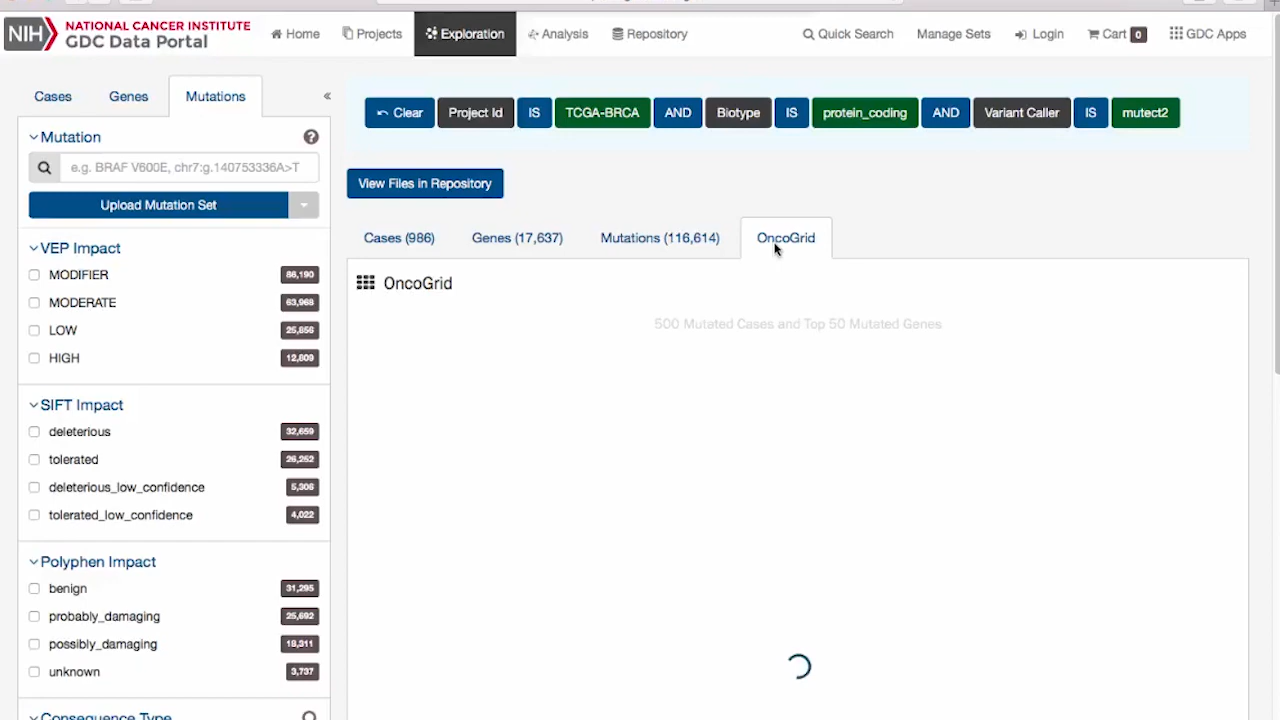 NIH NATIONAL CANCER INSTITUTE
GDC Data Portal
Home
Projects
Exploration
Analysis
Repository
Quick Search
Manage Sets
Login
Cart 0
GDC Apps
Cases
Genes
Mutations
«
Clear Project Id IS TCGA-BRCA AND Biotype IS protein_coding AND Variant Caller IS mutect2
Mutation ?
e.g. BRAF V600E, chr7:g.140753336A>T
Upload Mutation Set
View Files in Repository
VEP Impact
MODIFIER 86,190
MODERATE 63,968
LOW 25,856
HIGH 12,809
Cases (986)
Genes (17,637)
Mutations (116,614)
OncoGrid
OncoGrid
500 Mutated Cases and Top 50 Mutated Genes
SIFT Impact
deleterious 32,659
tolerated 26,252
deleterious_low_confidence 5,306
tolerated_low_confidence 4,022
Polyphen Impact
benign 31,295
probably_damaging 25,692
possibly_damaging 18,311
unknown 3,737
Consequence Type